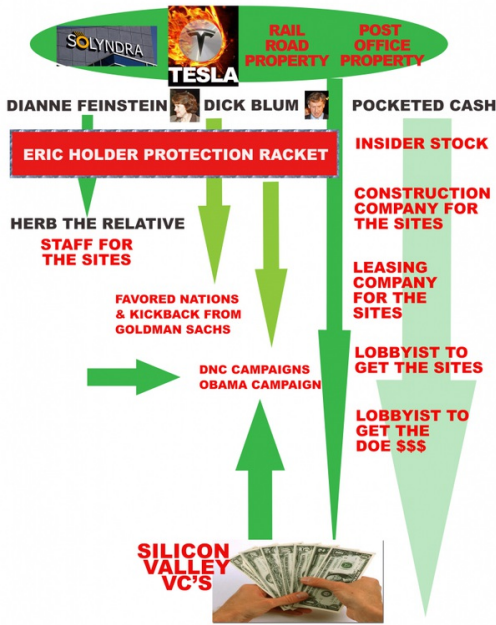 SOLYNDRA
TESLA
RAIL
ROAD
PROPERTY
POST
OFFICE
PROPERTY
DIANNE FEINSTEIN
DICK BLUM
POCKETED CASH
ERIC HOLDER PROTECTION RACKET
INSIDER STOCK
CONSTRUCTION
COMPANY FOR
THE SITES
HERB THE RELATIVE
STAFF FOR
THE SITES
LEASING
COMPANY
FOR THE
SITES
FAVORED NATIONS
& KICKBACK FROM
GOLDMAN SACHS
LOBBYIST TO
GET THE SITES
DNC CAMPAIGNS
OBAMA CAMPAIGN
LOBBYIST TO
GET THE
DOE $$$
SILICON
VALLEY
VC'S